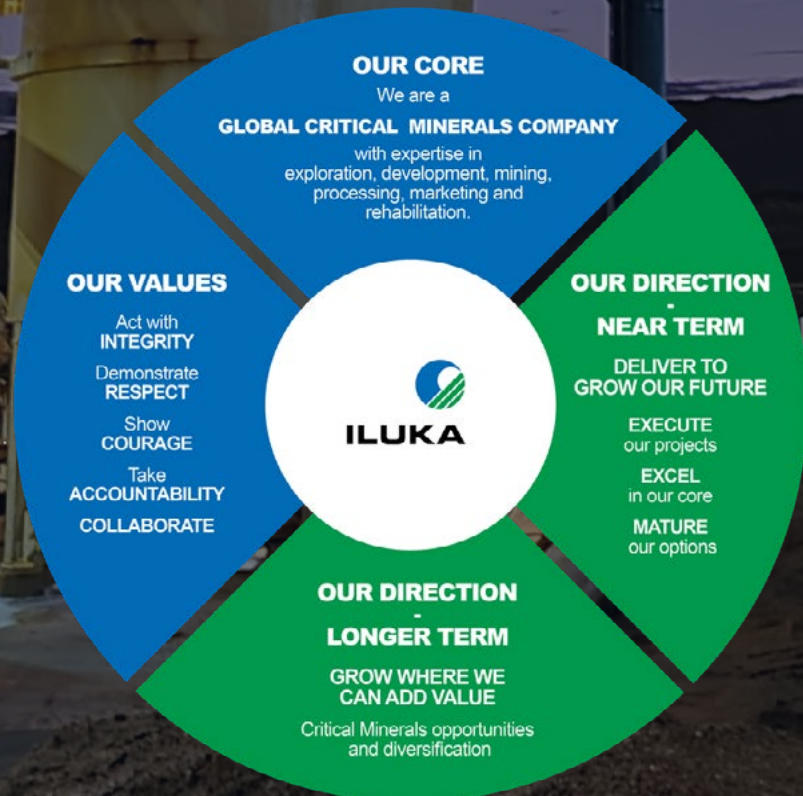 OUR CORE
We are a
GLOBAL CRITICAL MINERALS COMPANY
with expertise in
exploration, development, mining,
processing, marketing and
rehabilitation.
OUR VALUES
Act with
INTEGRITY
Demonstrate
RESPECT
Show
COURAGE
Take
ACCOUNTABILITY
COLLABORATE
ILUKA
OUR DIRECTION
-
NEAR TERM
DELIVER TO
GROW OUR FUTURE
EXECUTE
our projects
EXCEL
in our core
MATURE
our options
OUR DIRECTION
-
LONGER TERM
GROW WHERE WE
CAN ADD VALUE
Critical Minerals opportunities
and diversification